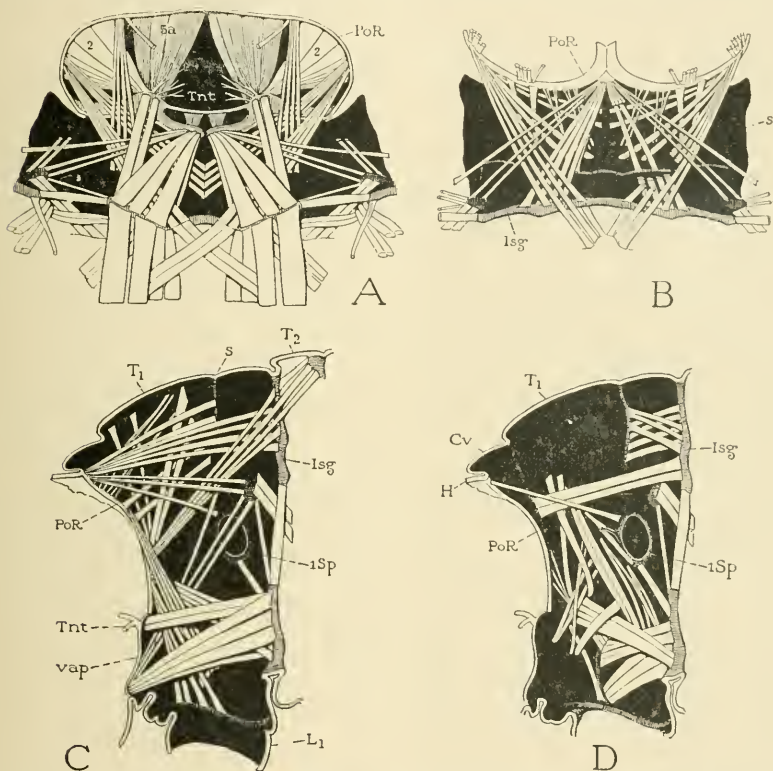 2
5a
2
PoR
Tnt
A
PoR
s
Isg
B
T1
s
T2
Isg
PoR
1Sp
Tnt
vap
L1
C
T1
Cv
H
PoR
Isg
1Sp
D